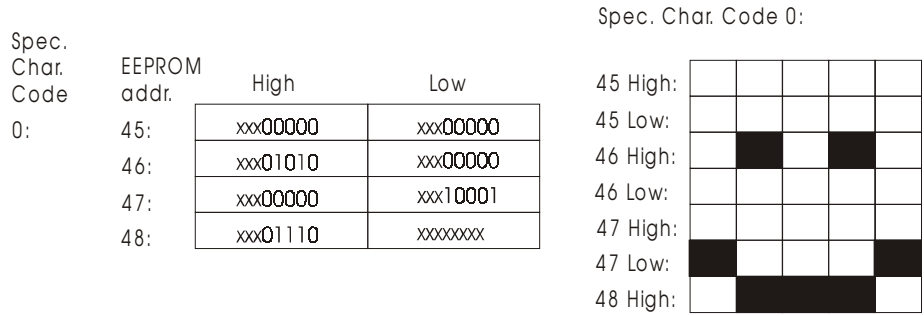 Spec. Char. Code 0:
Spec.
Char.
Code
EEPROM
addr.
High
Low
0:
45:
xxx00000
xxx00000
46:
xxx01010
xxx00000
47:
xxx00000
xxx10001
48:
xxx01110
xxxxxxxx
45 High:
45 Low:
46 High:
46 Low:
47 High:
47 Low:
48 High: